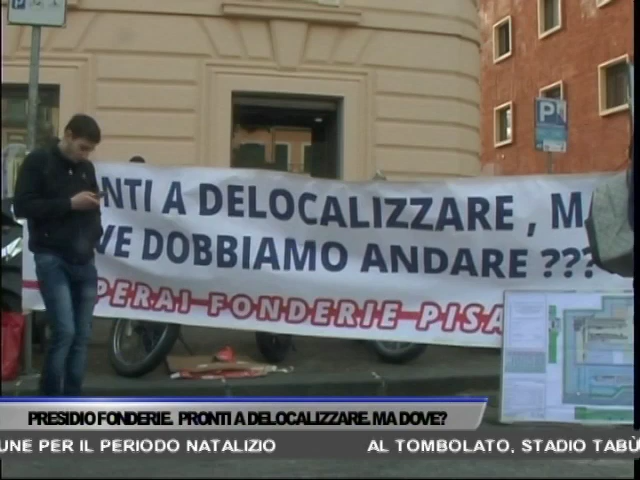 P
P
NTI A DELOCALIZZARE , M
VE DOBBIAMO ANDARE ???
PERAI FONDERIE PISA
PRESIDIO FONDERIE. PRONTI A DELOCALIZZARE. MA DOVE?
UNE PER IL PERIODO NATALIZIO AL TOMBOLATO, STADIO TABÙ